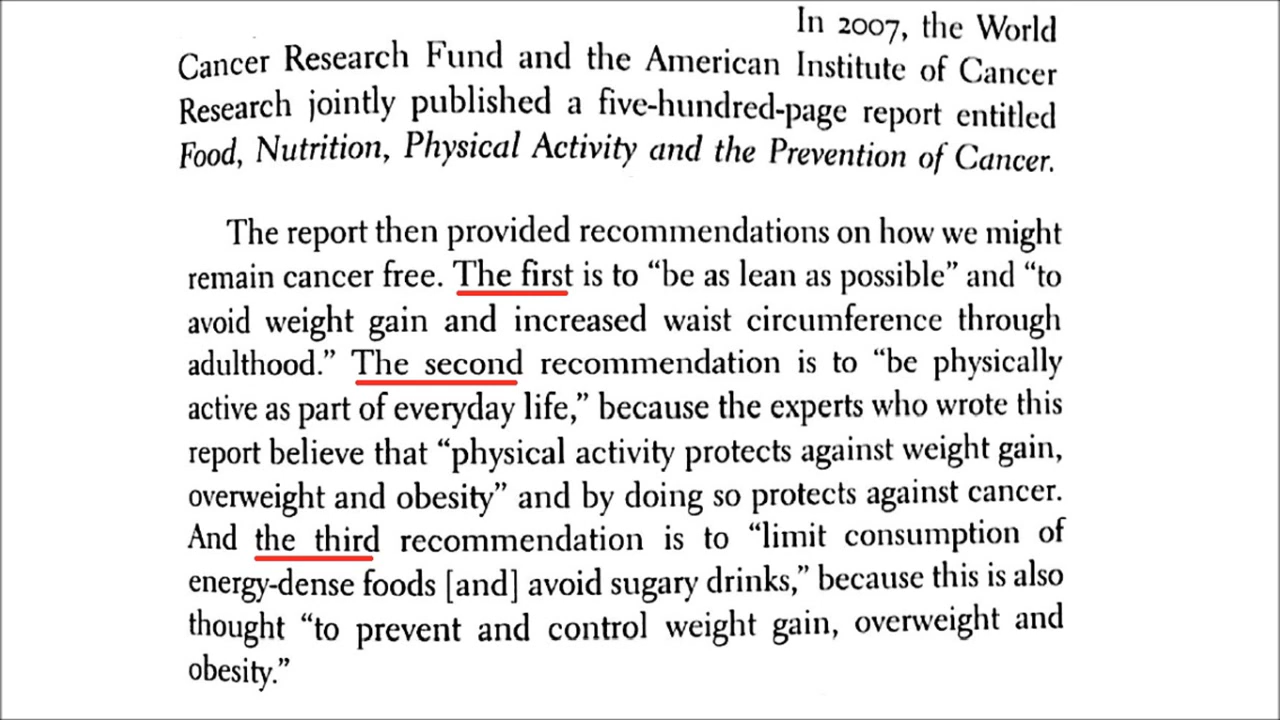 In 2007, the World
Cancer Research Fund and the American Institute of Cancer
Research jointly published a five-hundred-page report entitled
Food, Nutrition, Physical Activity and the Prevention of Cancer.
The report then provided recommendations on how we might
remain cancer free. The first is to “be as lean as possible” and “to
avoid weight gain and increased waist circumference through
adulthood.” The second recommendation is to “be physically
active as part of everyday life,” because the experts who wrote this
report believe that “physical activity protects against weight gain,
overweight and obesity” and by doing so protects against cancer.
And the third recommendation is to “limit consumption of
energy-dense foods [and] avoid sugary drinks,” because this is also
thought “to prevent and control weight gain, overweight and
obesity.”